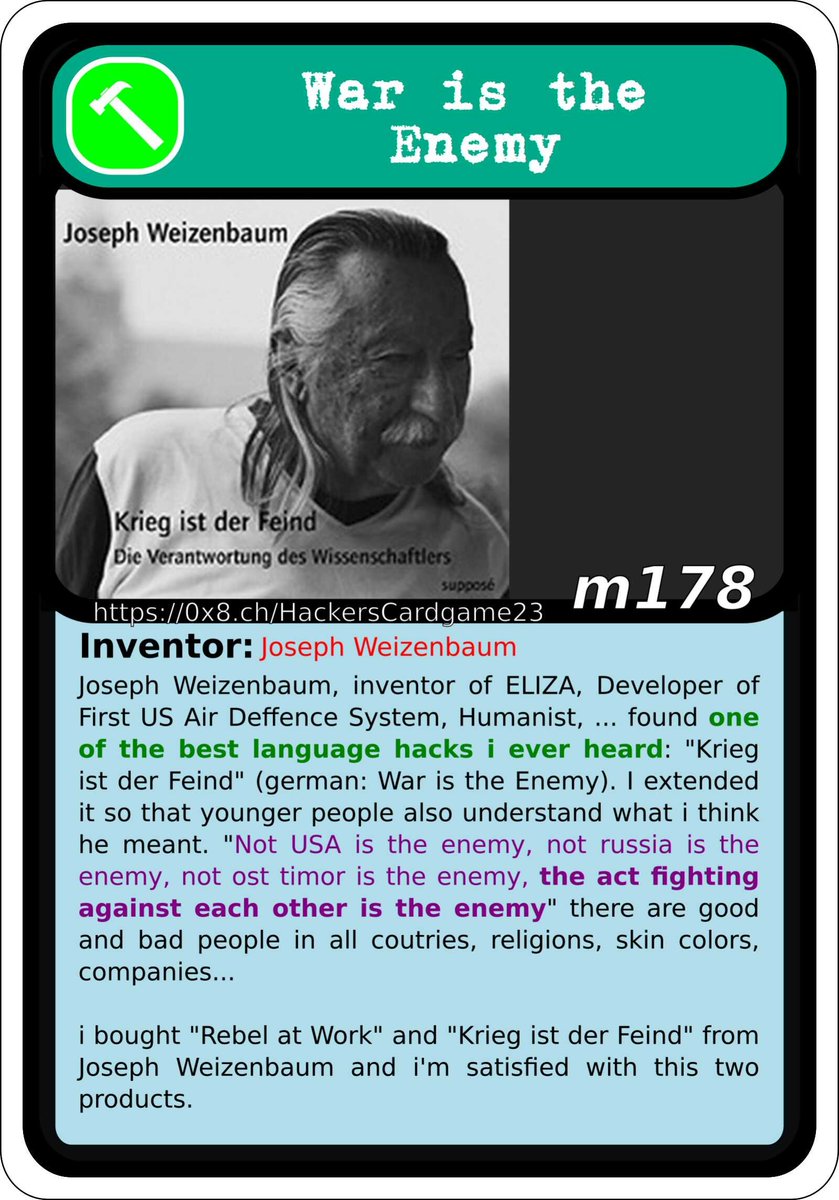 War is the
Enemy
Joseph Weizenbaum
Krieg ist der Feind
Die Verantwortung des Wissenschaftlers
supposé
m178
https://0x8.ch/HackersCardgame23
Inventor: Joseph Weizenbaum
Joseph Weizenbaum, inventor of ELIZA, Developer of
First US Air Deffence System, Humanist, ... found one
of the best language hacks i ever heard: "Krieg
ist der Feind" (german: War is the Enemy). I extended
it so that younger people also understand what i think
he meant. "Not USA is the enemy, not russia is the
enemy, not ost timor is the enemy, the act fighting
against each other is the enemy" there are good
and bad people in all coutries, religions, skin colors,
companies...
i bought "Rebel at Work" and "Krieg ist der Feind" from
Joseph Weizenbaum and i'm satisfied with this two
products.